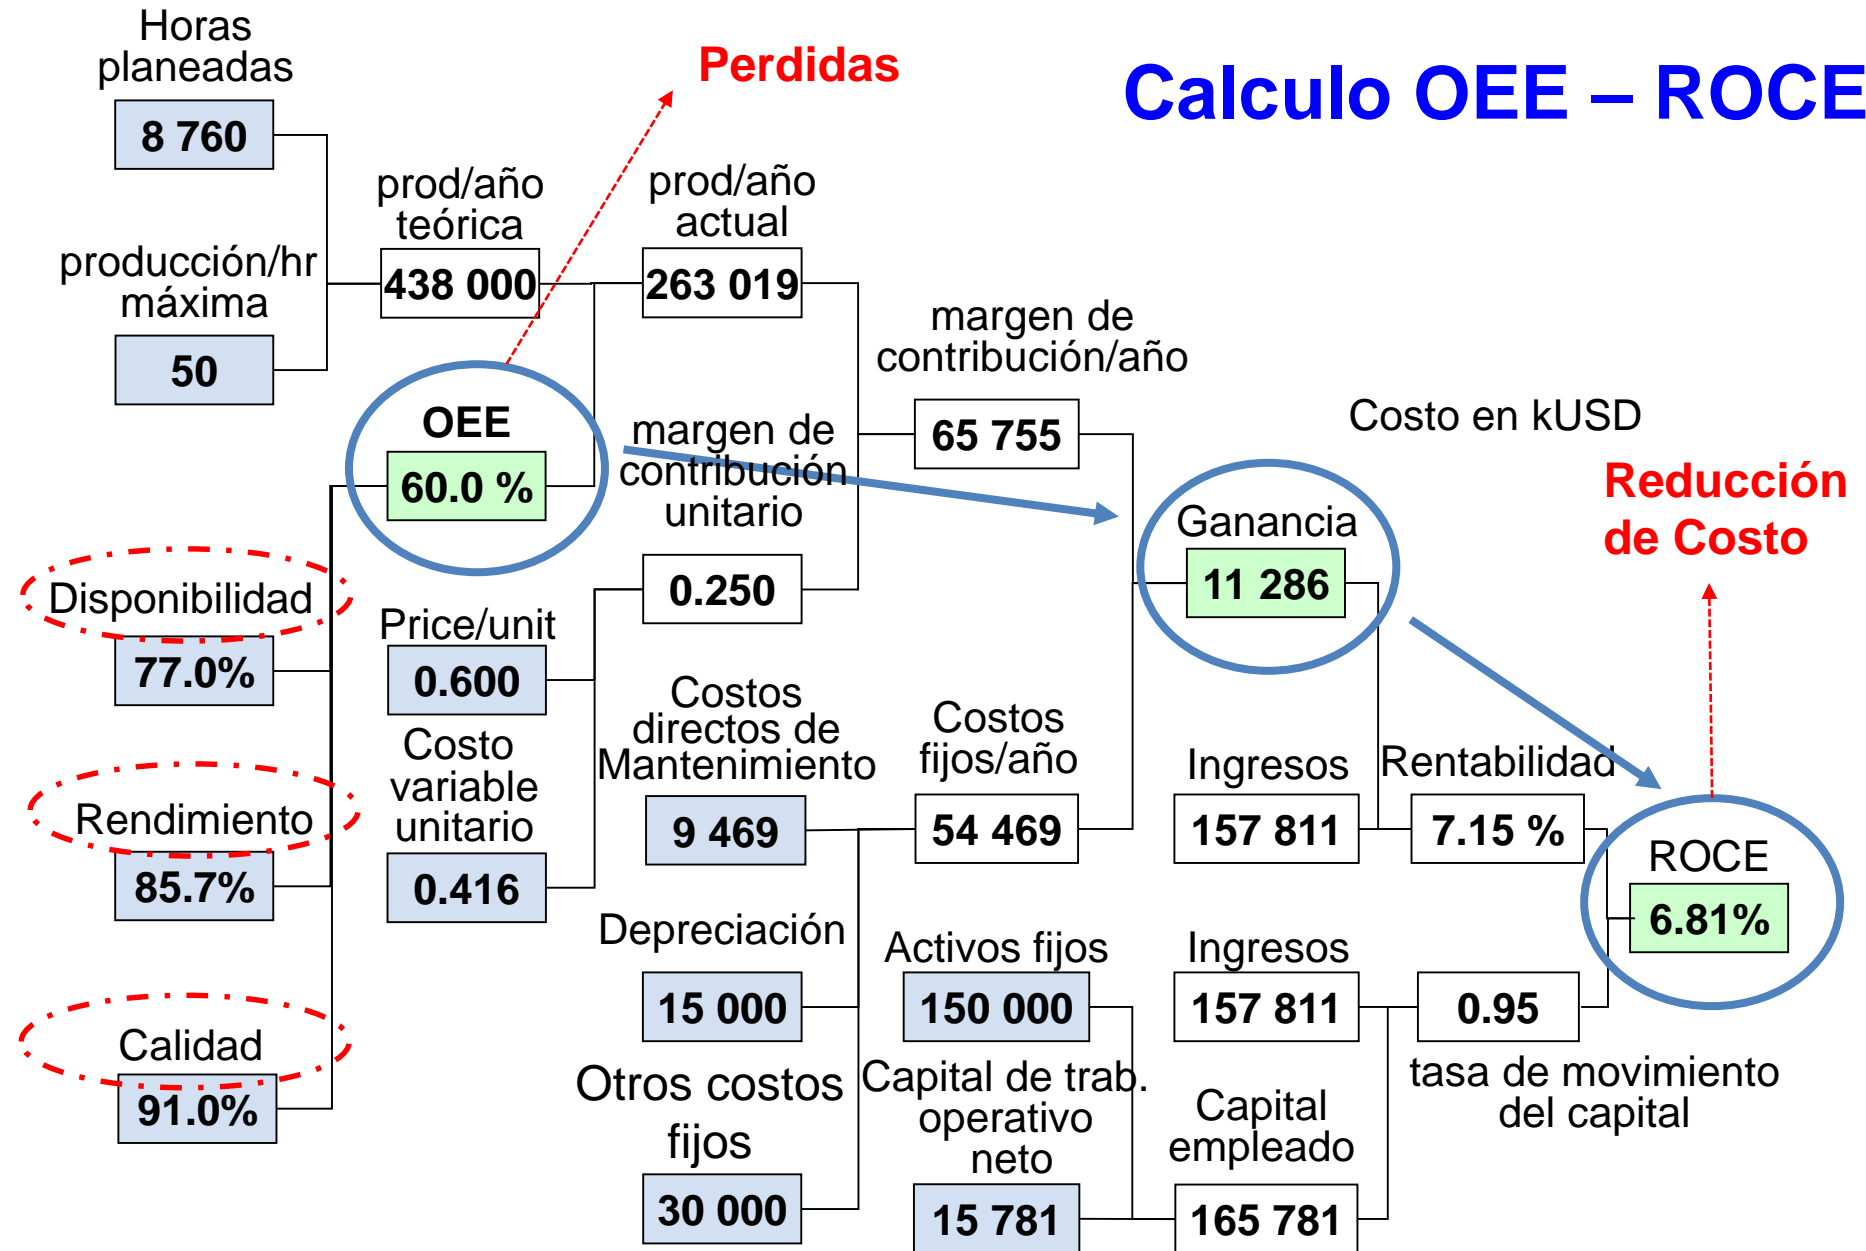 Calculo OEE – ROCE
Perdidas
Horas
planeadas
8 760
producción/hr
máxima
50
prod/año
teórica
438 000
prod/año
actual
263 019
OEE
60.0 %
margen de
contribución
unitario
0.250
margen de
contribución/año
65 755
Costo en kUSD
Reducción
de Costo
Ganancia
11 286
Disponibilidad
77.0%
Rendimiento
85.7%
Calidad
91.0%
Price/unit
0.600
Costo
variable
unitario
0.416
Costos
directos de
Mantenimiento
9 469
Costos
fijos/año
54 469
Depreciación
15 000
Otros costos
fijos
30 000
Ingresos
157 811
Rentabilidad
7.15 %
ROCE
6.81%
Activos fijos
150 000
Capital de trab.
operativo
neto
15 781
Ingresos
157 811
0.95
tasa de movimiento
del capital
Capital
empleado
165 781